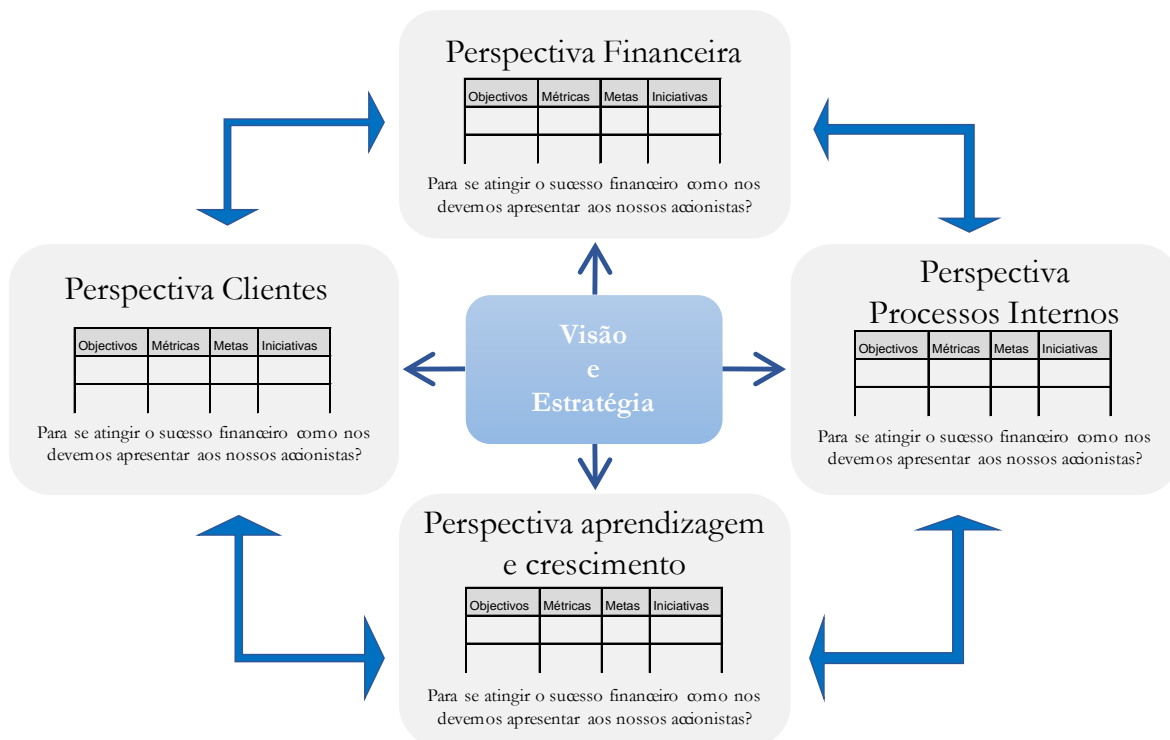 Perspectiva Financeira
Objectivos Métricas Metas Iniciativas
Para se atingir o sucesso financeiro como nos
devemos apresentar aos nossos accionistas?
Perspectiva Clientes
Objectivos Métricas Metas Iniciativas
Para se atingir o sucesso financeiro como nos
devemos apresentar aos nossos accionistas?
Visão
e
Estratégia
Perspectiva
Processos Internos
Objectivos Métricas Metas Iniciativas
Para se atingir o sucesso financeiro como nos
devemos apresentar aos nossos accionistas?
Perspectiva aprendizagem
e crescimento
Objectivos Métricas Metas Iniciativas
Para se atingir o sucesso financeiro como nos
devemos apresentar aos nossos accionistas?